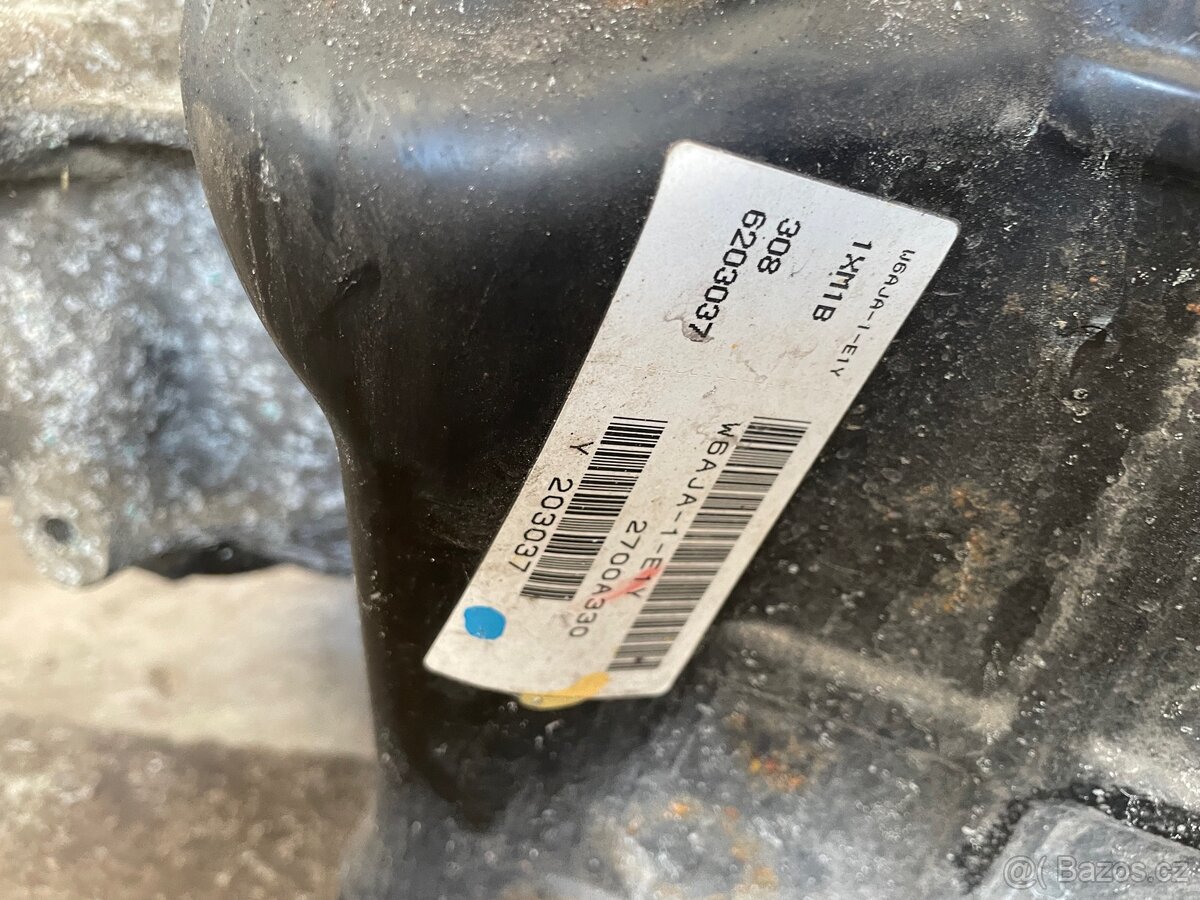 W6AJA-1-E1Y
1XM1B
308
6203037
W6AJA-1-E1Y
2700A330
Y 203037
@( Bazos.cz